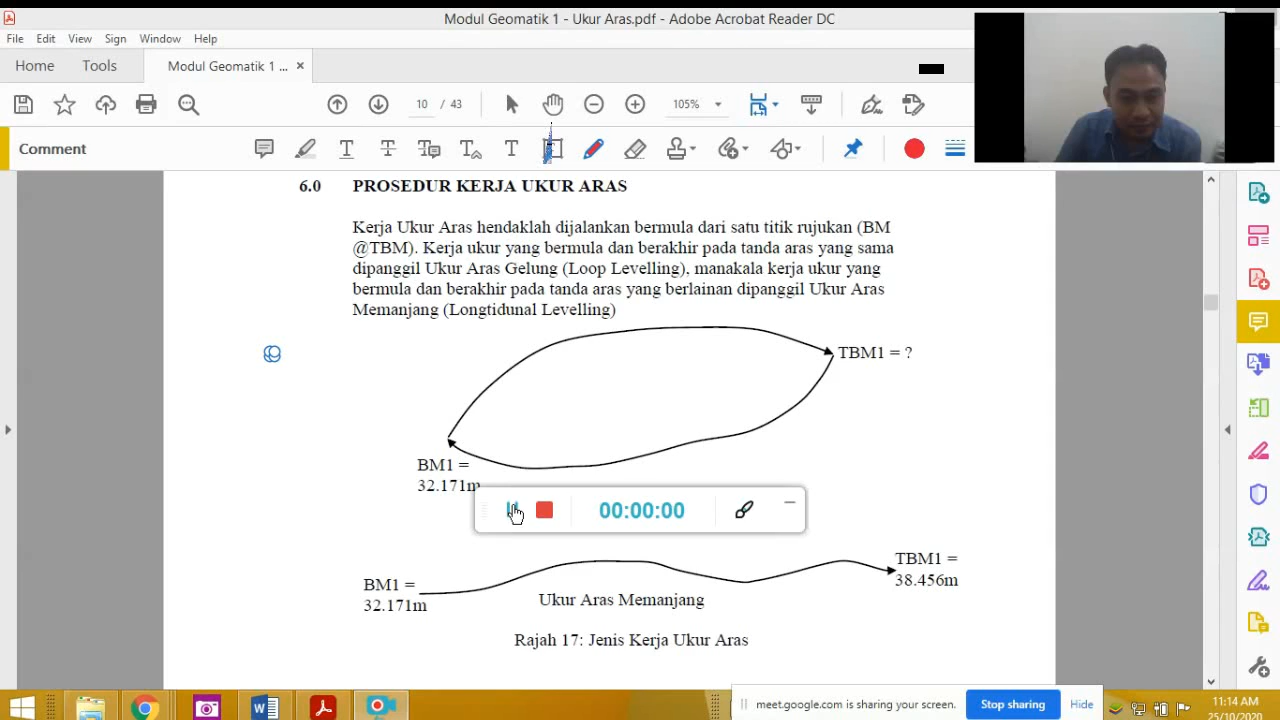 Modul Geomatik 1 - Ukur Aras.pdf - Adobe Acrobat Reader DC
File Edit View Sign Window Help
Home Tools Modul Geomatik 1 ... ×
10 / 43 105%
Comment
6.0 PROSEDUR KERJA UKUR ARAS
Kerja Ukur Aras hendaklah dijalankan bermula dari satu titik rujukan (BM
@TBM). Kerja ukur yang bermula dan berakhir pada tanda aras yang sama
dipanggil Ukur Aras Gelung (Loop Levelling), manakala kerja ukur yang
bermula dan berakhir pada tanda aras yang berlainan dipanggil Ukur Aras
Memanjang (Longtidunal Levelling)
TBM1 = ?
BM1 =
32.171m
00:00:00
TBM1 =
38.456m
BM1 =
32.171m
Ukur Aras Memanjang
Rajah 17: Jenis Kerja Ukur Aras
meet.google.com is sharing your screen. Stop sharing Hide
11:14 AM
25/10/2020